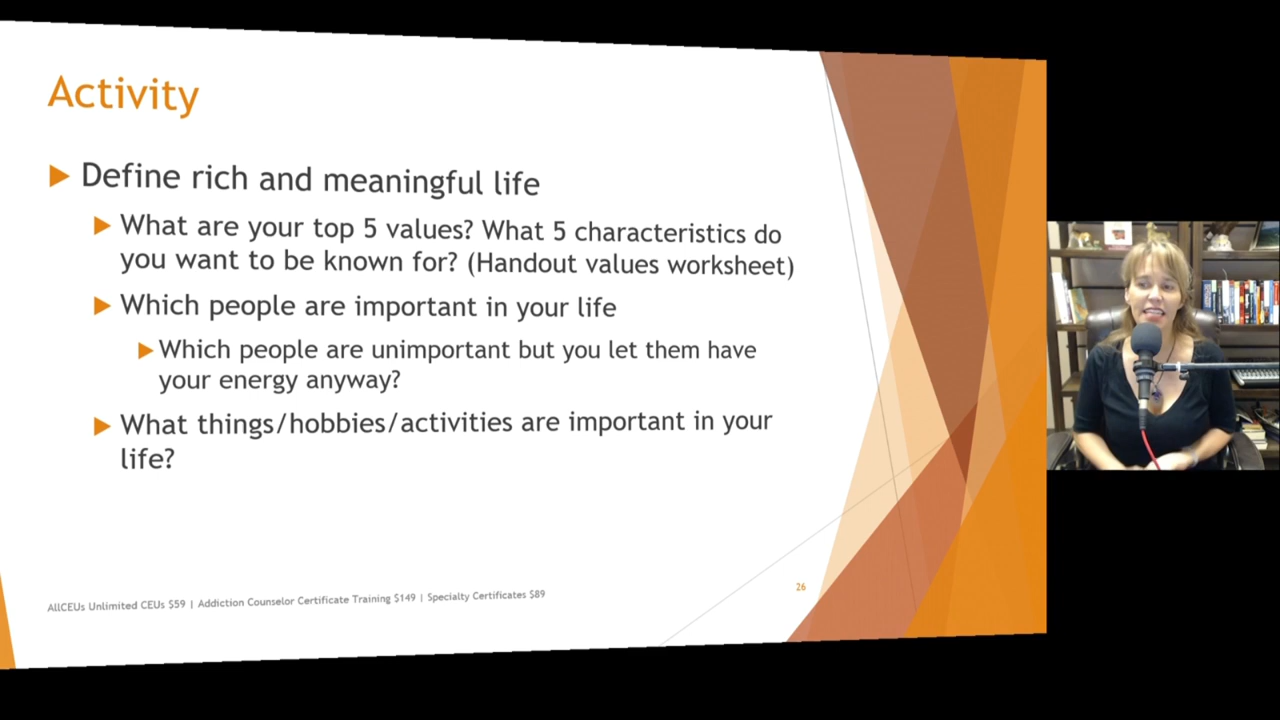 Activity
Define rich and meaningful life
What are your top 5 values? What 5 characteristics do
you want to be known for? (Handout values worksheet)
Which people are important in your life
Which people are unimportant but you let them have
your energy anyway?
What things/hobbies/activities are important in your
life?
AllCEUs Unlimited CEUs $59 | Addiction Counselor Certificate Training $149 | Specialty Certificates $89
26